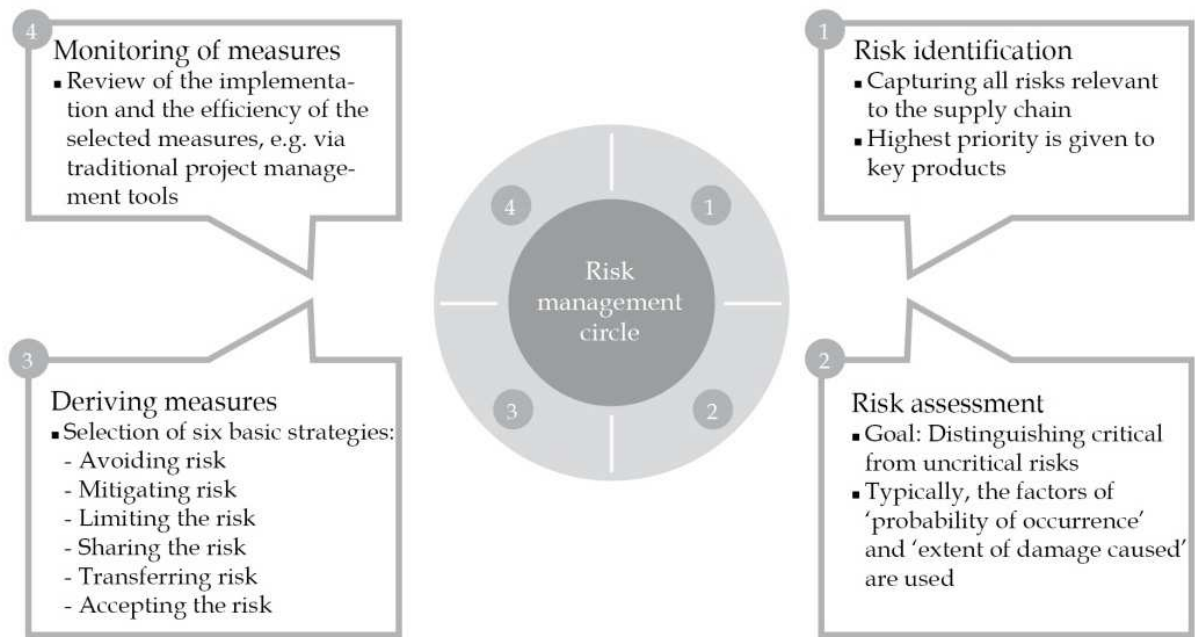 4
Monitoring of measures
▪ Review of the implementa-
tion and the efficiency of the
selected measures, e.g. via
traditional project manage-
ment tools
1
Risk identification
▪ Capturing all risks relevant
to the supply chain
▪ Highest priority is given to
key products
4
1
Risk
management
circle
3
2
3
Deriving measures
▪ Selection of six basic strategies:
- Avoiding risk
- Mitigating risk
- Limiting the risk
- Sharing the risk
- Transferring risk
- Accepting the risk
2
Risk assessment
▪ Goal: Distinguishing critical
from uncritical risks
▪ Typically, the factors of
‘probability of occurrence’
and ‘extent of damage caused’
are used